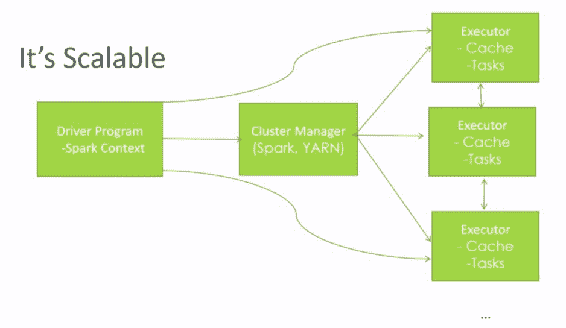 It's Scalable
Driver Program
-Spark Context
Cluster Manager
(Spark, YARN)
Executor
- Cache
-Tasks
Executor
- Cache
-Tasks
Executor
- Cache
-Tasks
...